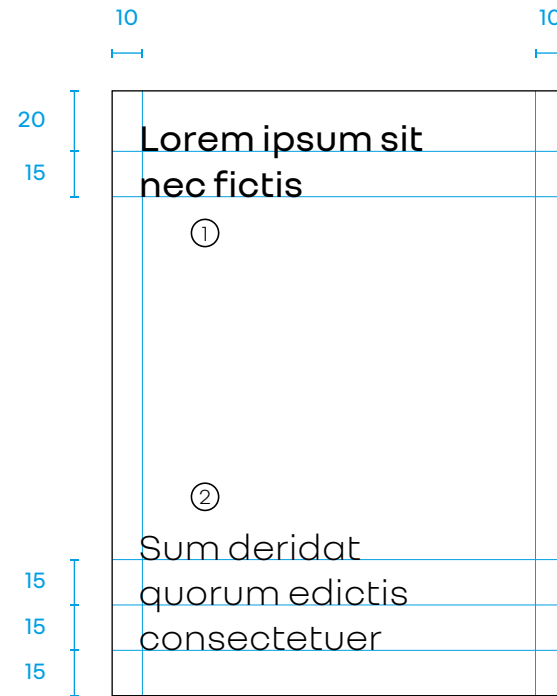 10
10
20
Lorem ipsum sit
15
nec fictis
1
2
Sum deridat
15
quorum edictis
15
consectetuer
15